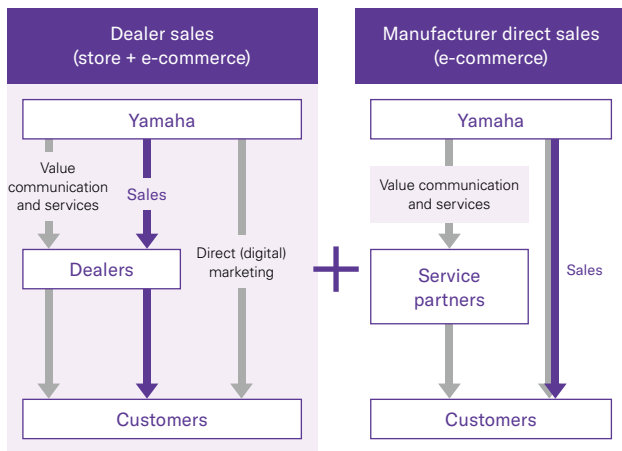 Dealer sales
(store + e-commerce)
Yamaha
Value
communication
and services
Sales
Dealers
Direct (digital)
marketing
Customers
Manufacturer direct sales
(e-commerce)
Yamaha
Value communication
and services
Service
partners
Sales
Customers